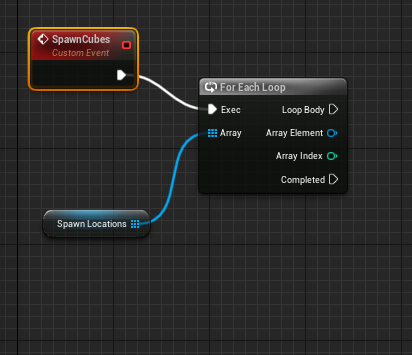 SpawnCubes
Custom Event
For Each Loop
Exec
Loop Body
Array
Array Element
Array Index
Completed
Spawn Locations